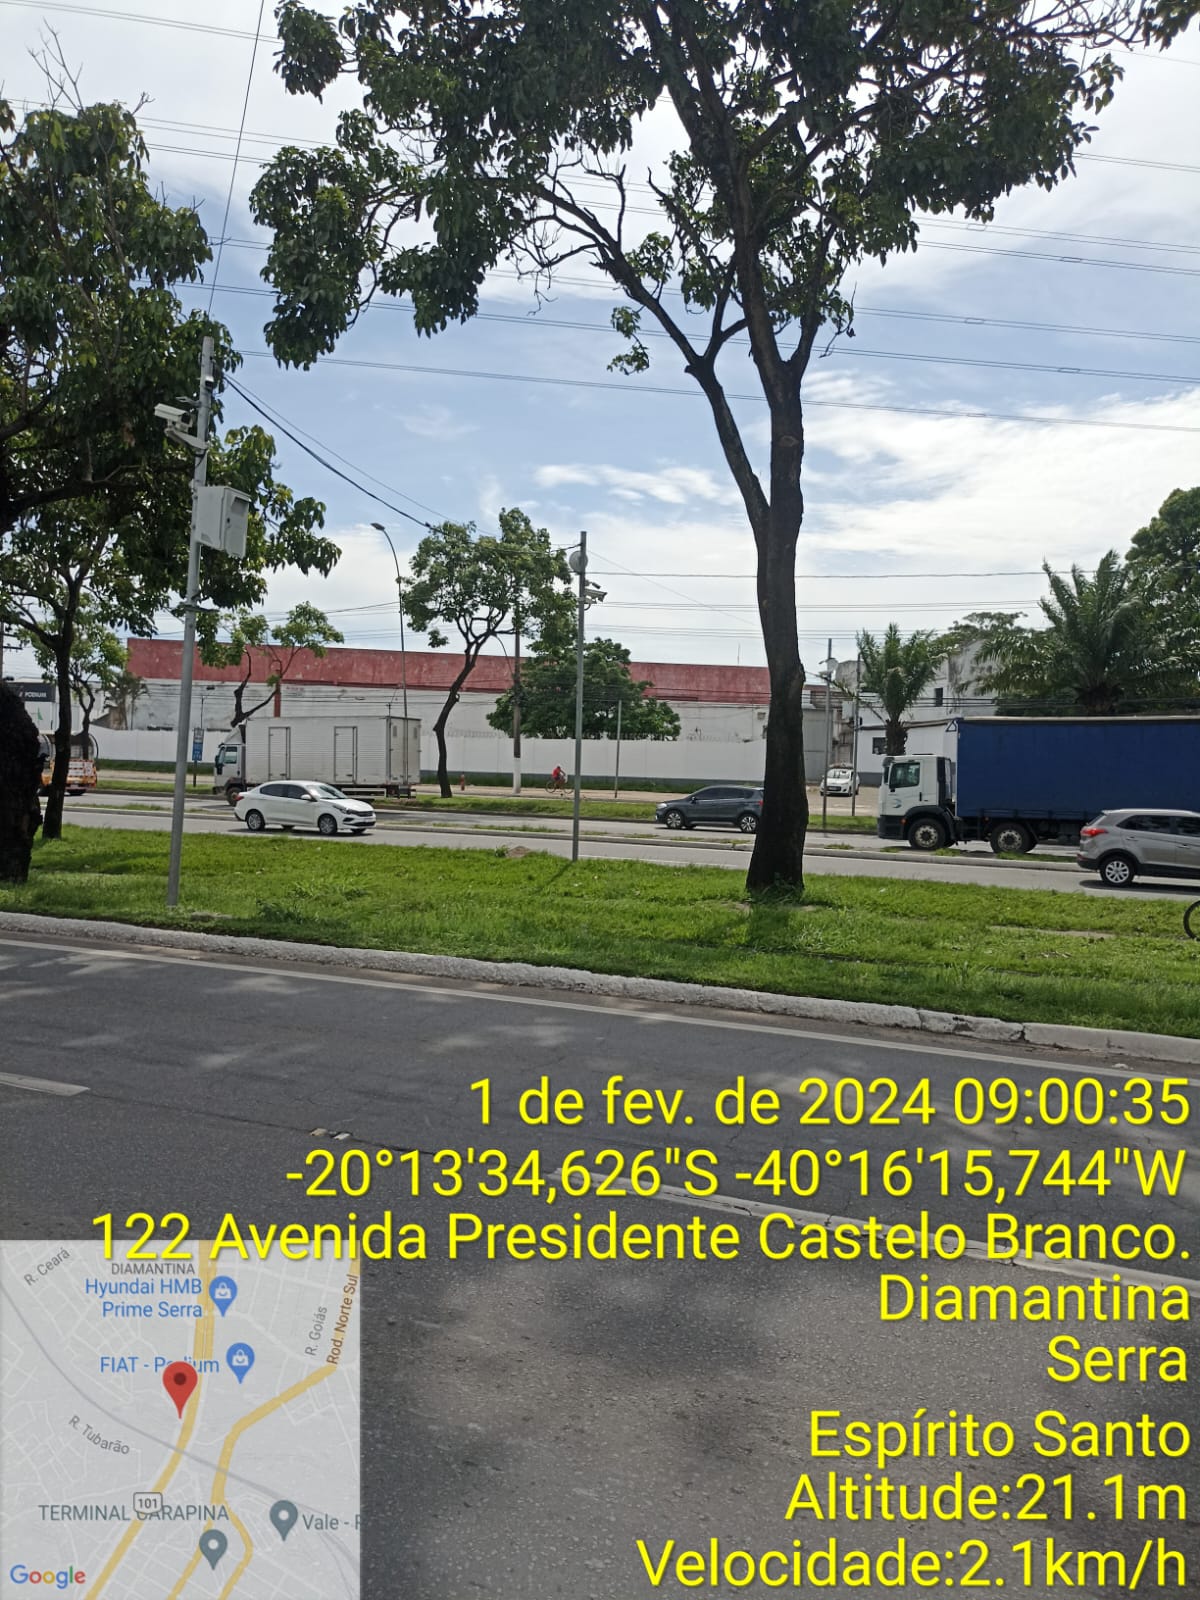 PODIUM
1 de fev. de 2024 09:00:35
-20°13'34,626"S -40°16'15,744"W
122 Avenida Presidente Castelo Branco.
Diamantina
Serra
Espírito Santo
Altitude:21.1m
Velocidade:2.1km/h
R. Ceará
DIAMANTINA
Hyundai HMB
Prime Serra
R. Goiás
Rod. Norte Sul
FIAT - Podium
R. Tubarão
101
TERMINAL CARAPINA
Vale -
Google